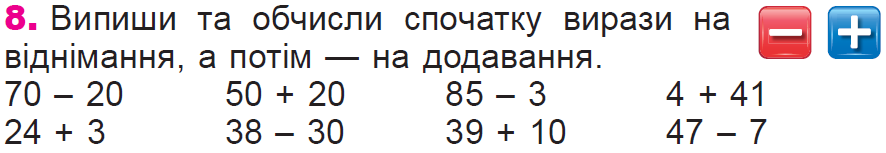 8. Випиши та обчисли спочатку вирази на
віднімання, а потім — на додавання.
70 – 20 50 + 20 85 – 3 4 + 41
24 + 3 38 – 30 39 + 10 47 – 7